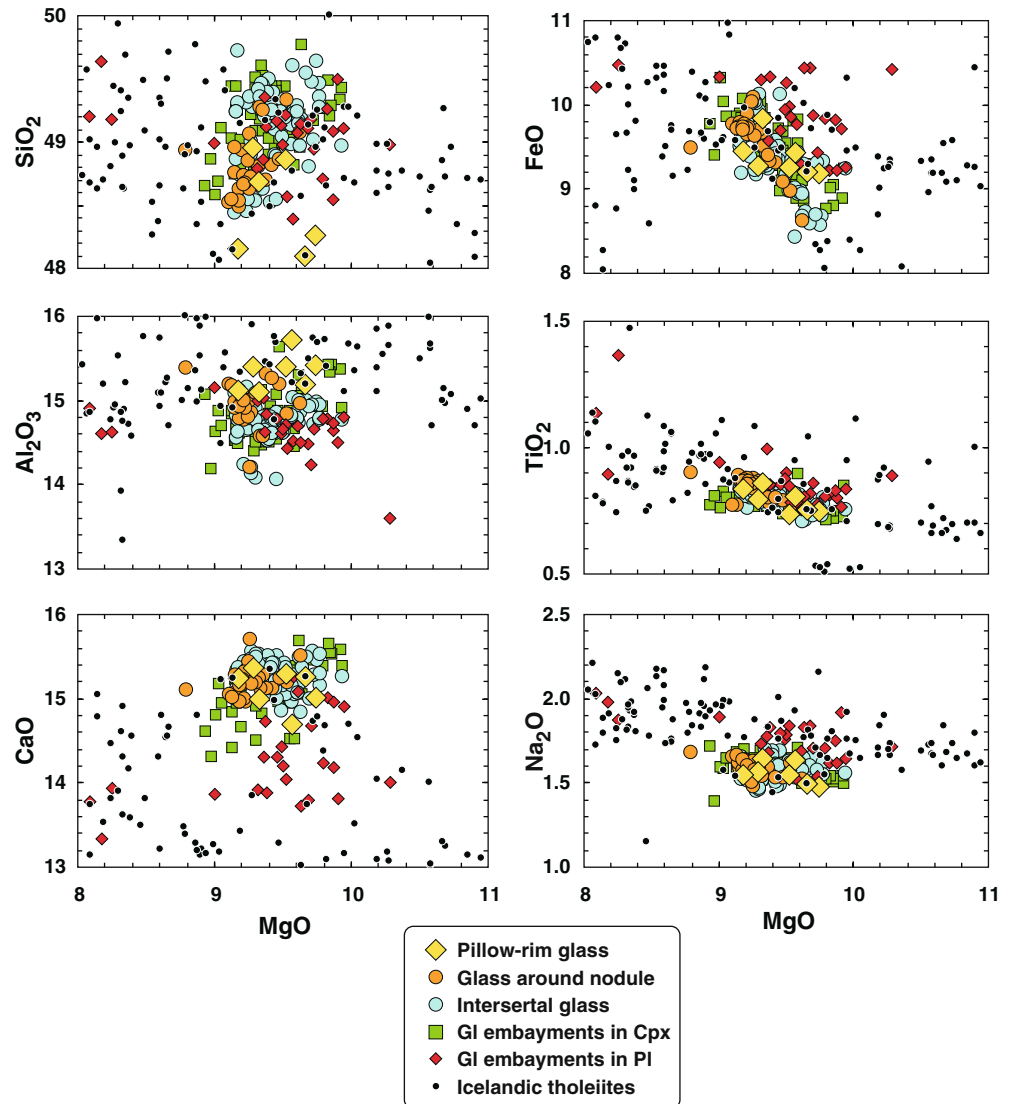 50
49
48
SiO2
11
10
9
8
FeO
16
15
14
13
Al2O3
1.5
1.0
0.5
TiO2
16
15
14
13
CaO
8 9 10 11
MgO
2.5
2.0
1.5
1.0
Na2O
8 9 10 11
MgO
Pillow-rim glass
Glass around nodule
Intersertal glass
Gl embayments in Cpx
Gl embayments in Pl
Icelandic tholeiites